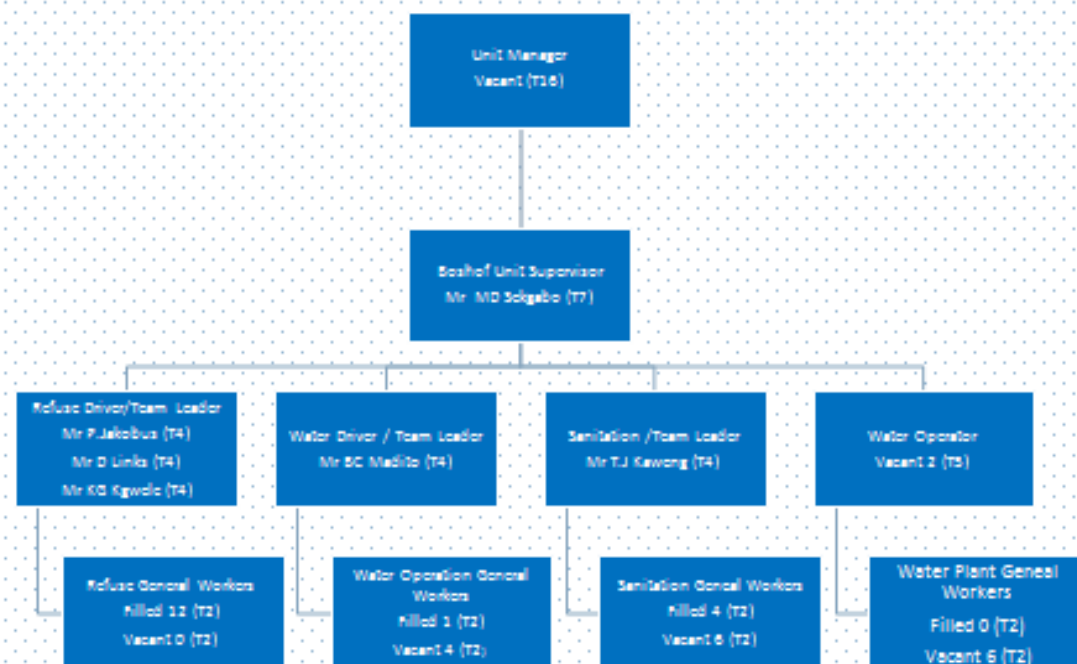 Unit Manager
Vacant (T16)
Boshof Unit Supervisor
Mr MD Sekgabo (T7)
Refuse Driver/Team Leader
Mr P.Jakobus (T4)
Mr D Links (T4)
Mr KG Kgwele (T4)
Water Driver / Team Leader
Mr BC Madito (T4)
Sanitation /Team Leader
Mr T.J Kaweng (T4)
Water Operator
Vacant 2 (T5)
Refuse General Workers
Filled 12 (T2)
Vacant 0 (T2)
Water Operation General
Workers
Filled 1 (T2)
Vacant 4 (T2)
Sanitation Geneal Workers
Filled 4 (T2)
Vacant 6 (T2)
Water Plant Geneal
Workers
Filled 0 (T2)
Vacant 6 (T2)